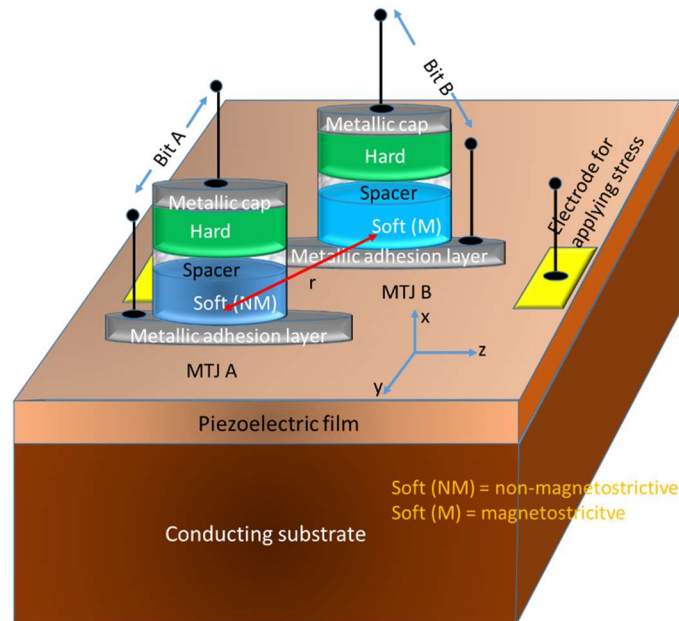 Bit B
Bit A
Metallic cap
Hard
Spacer
Soft (M)
Metallic adhesion layer
MTJ B
Electrode for
applying stress
Metallic cap
Hard
Spacer
Soft (NM)
Metallic adhesion layer
MTJ A
r
x
z
y
Piezoelectric film
Soft (NM) = non-magnetostrictive
Soft (M) = magnetostricitve
Conducting substrate